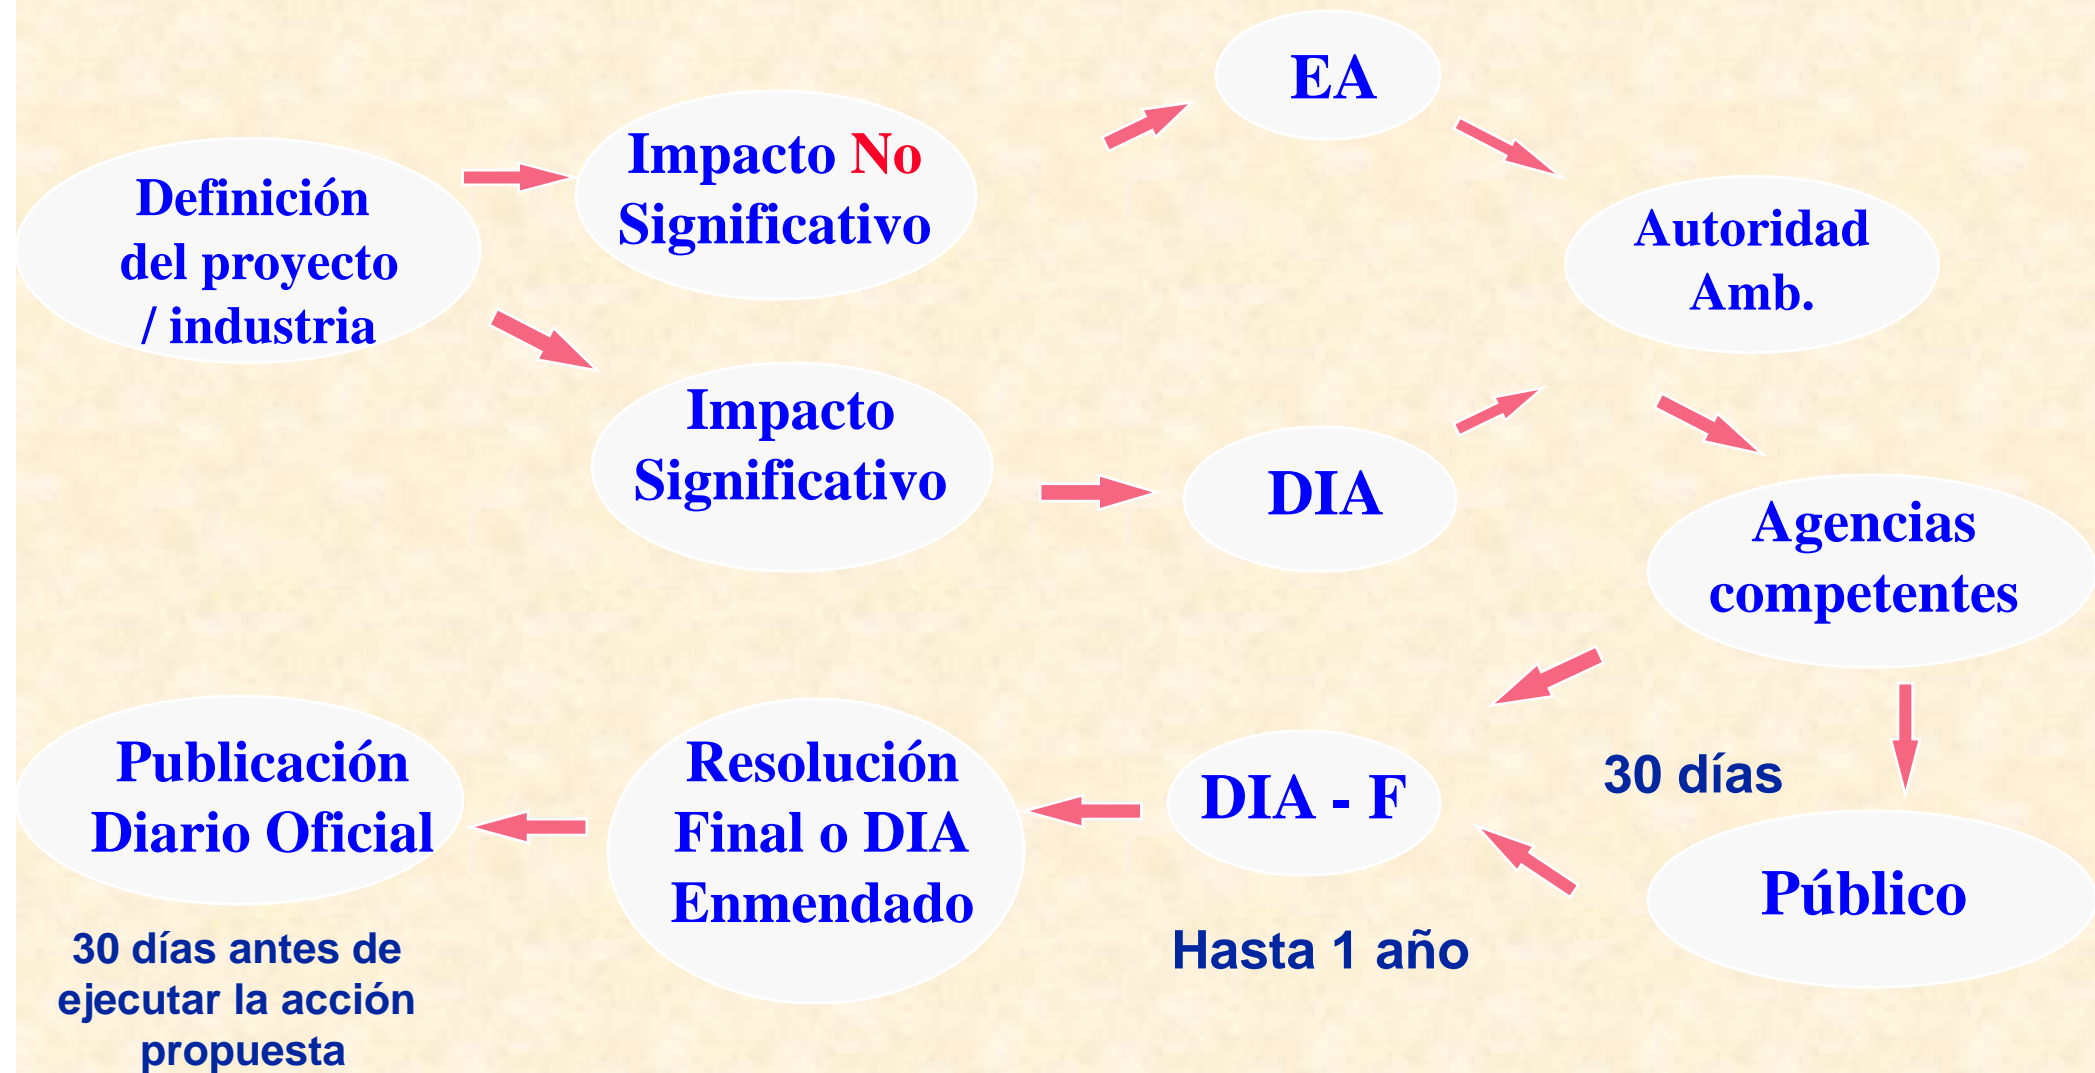 EA
Impacto No
Significativo
Definición
del proyecto
/ industria
Autoridad
Amb.
Impacto
Significativo
DIA
Agencias
competentes
Publicación
Diario Oficial
Resolución
Final o DIA
Enmendado
DIA - F
30 días
Público
Hasta 1 año
30 días antes de
ejecutar la acción
propuesta